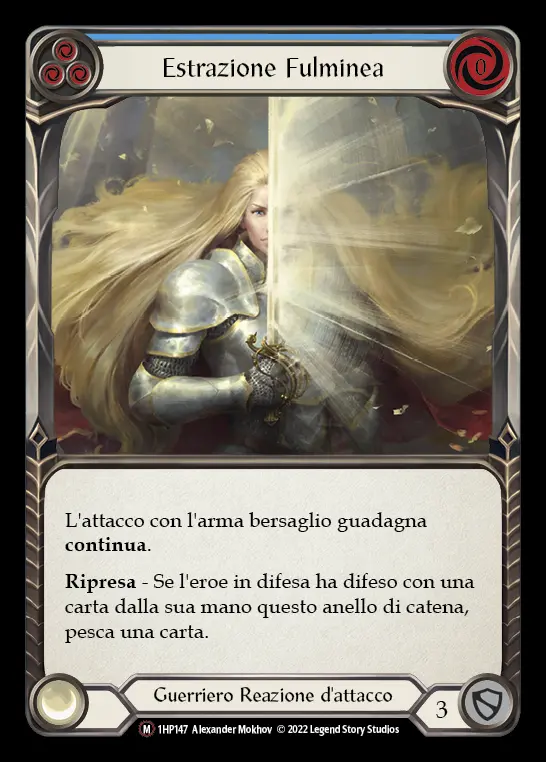 Estrazione Fulminea
0
L'attacco con l'arma bersaglio guadagna
continua.
Ripresa - Se l'eroe in difesa ha difeso con una
carta dalla sua mano questo anello di catena,
pesca una carta.
Guerriero Reazione d'attacco
3
M 1HP147 Alexander Mokhov © 2022 Legend Story Studios